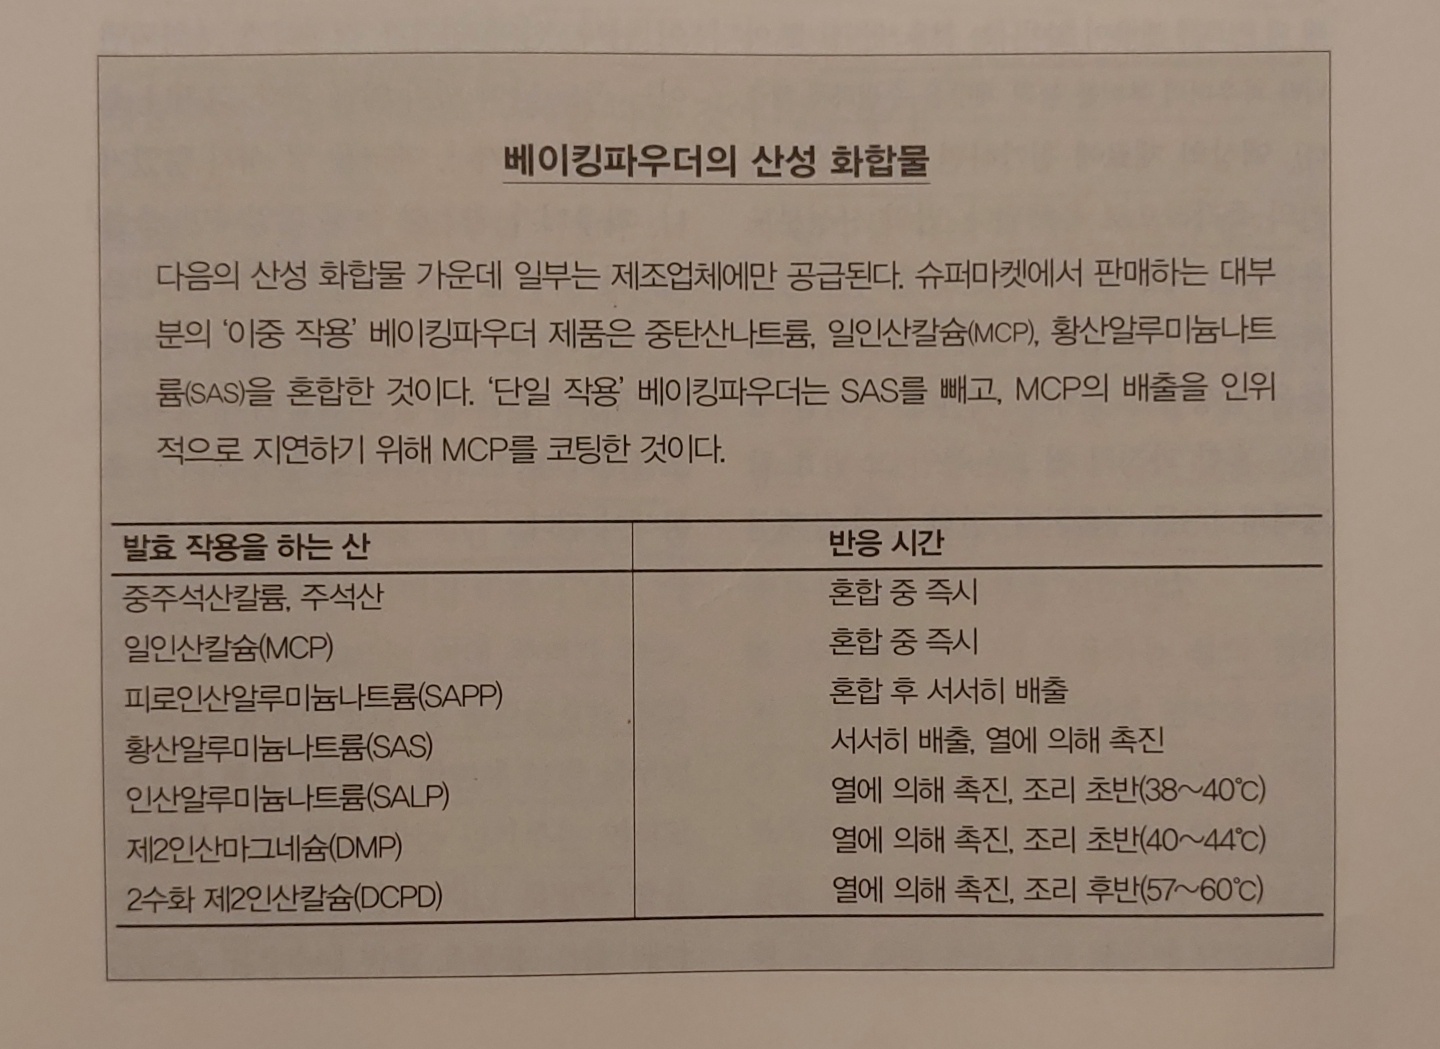 베이킹파우더의 산성 화합물
다음의 산성 화합물 가운데 일부는 제조업체에만 공급된다. 슈퍼마켓에서 판매하는 대부
분의 ‘이중 작용’ 베이킹파우더 제품은 중탄산나트륨, 일인산칼슘(MCP), 황산알루미늄나트
륨(SAS)을 혼합한 것이다. ‘단일 작용’ 베이킹파우더는 SAS를 빼고, MCP의 배출을 인위
적으로 지연하기 위해 MCP를 코팅한 것이다.
발효 작용을 하는 산 반응 시간
중주석산칼륨, 주석산 혼합 중 즉시
일인산칼슘(MCP) 혼합 중 즉시
피로인산알루미늄나트륨(SAPP) 혼합 후 서서히 배출
황산알루미늄나트륨(SAS) 서서히 배출, 열에 의해 촉진
인산알루미늄나트륨(SALP) 열에 의해 촉진, 조리 초반(38～40℃)
제2인산마그네슘(DMP) 열에 의해 촉진, 조리 초반(40～44℃)
2수화 제2인산칼슘(DCPD) 열에 의해 촉진, 조리 후반(57～60℃)